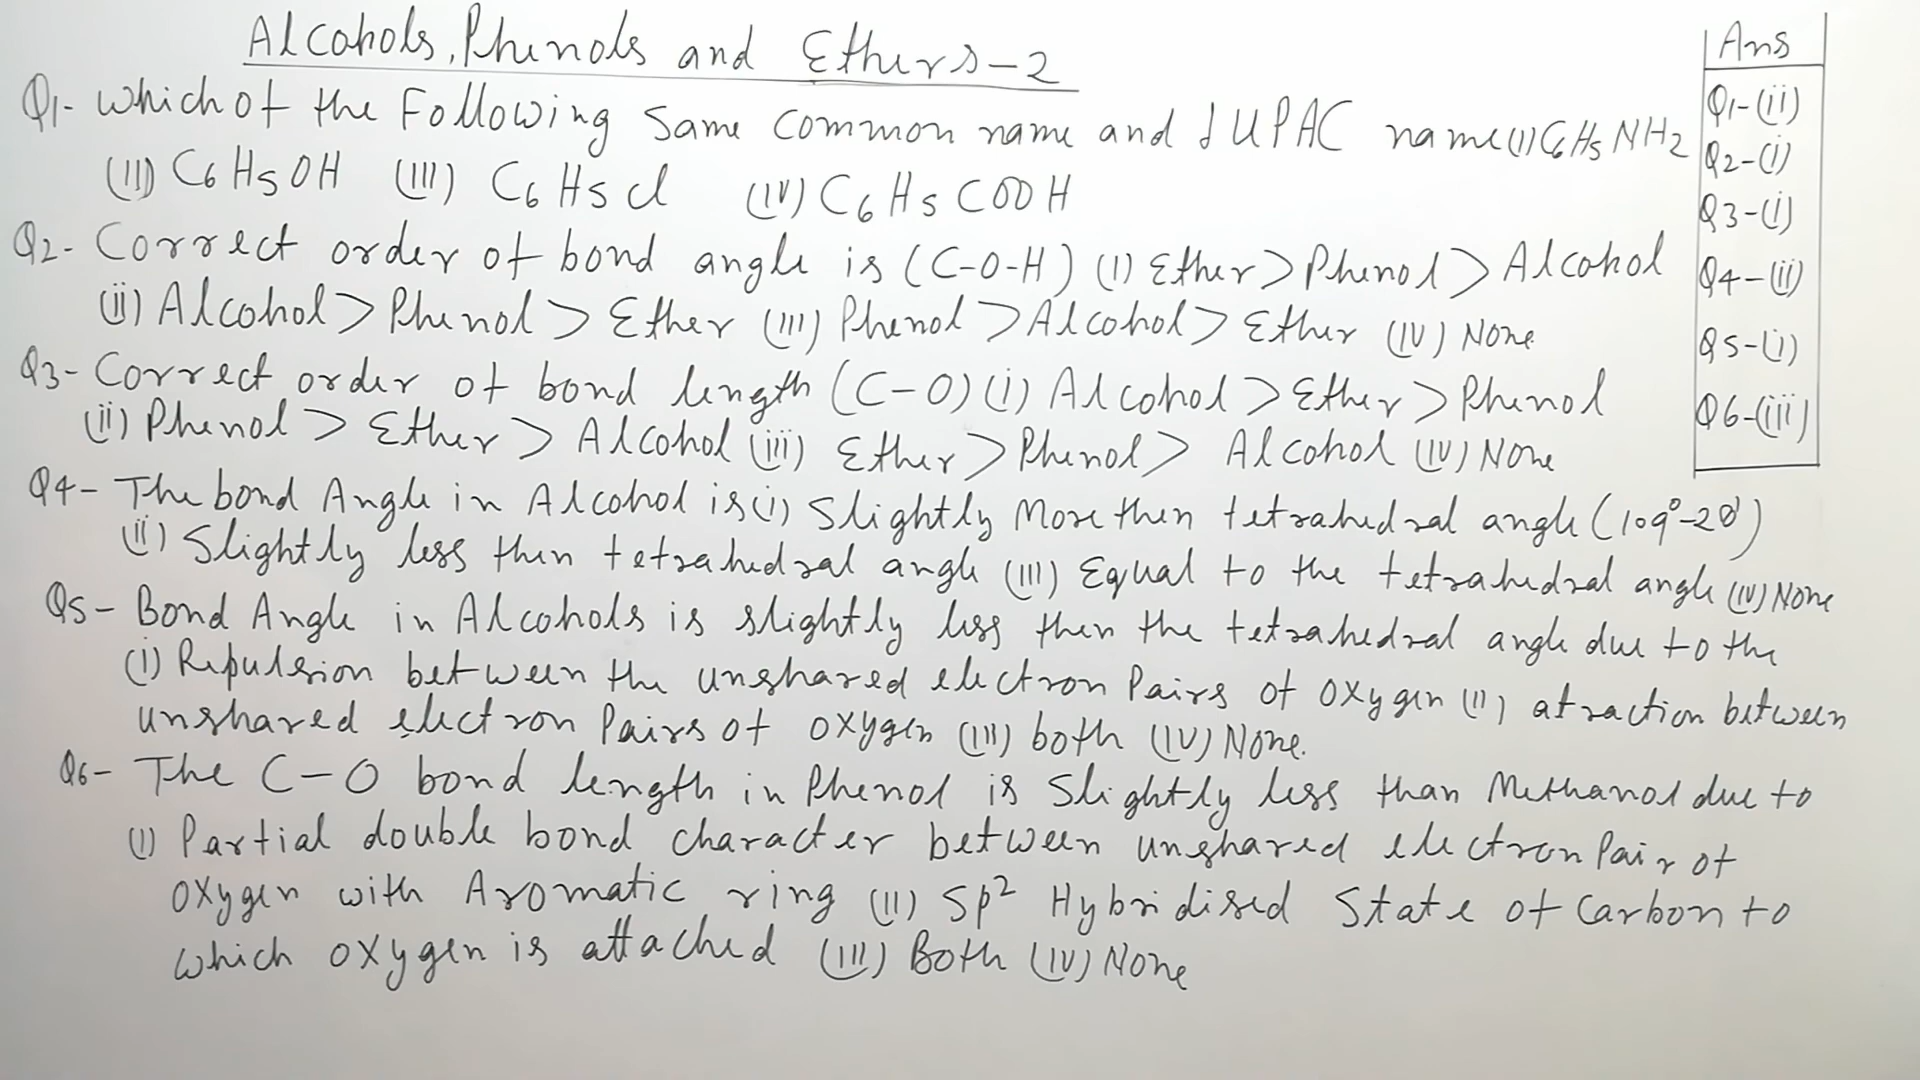 Alcohols, Phenols and Ethers-2
Q1- which of the Following Same Common name and IUPAC name (I) C6H5NH2
(II) C6H5OH (III) C6H5Cl (IV) C6H5COOH
Q2- Correct order of bond angle is (C-O-H) (I) Ether > Phenol > Alcohol
(ii) Alcohol > Phenol > Ether (III) Phenol > Alcohol > Ether (IV) None
Q3- Correct order of bond length (C-O) (i) Alcohol > Ether > Phenol
(ii) Phenol > Ether > Alcohol (iii) Ether > Phenol > Alcohol (IV) None
Q4- The bond Angle in Alcohol is (i) Slightly More then tetrahedral angle (109°-28')
(ii) Slightly less then tetrahedral angle (III) Equal to the tetrahedral angle (IV) None
Q5- Bond Angle in Alcohols is slightly less then the tetrahedral angle due to the
(i) Repulsion between the unshared electron Pairs of oxygen (II) atraction between
unshared electron Pairs of oxygen (III) both (IV) None.
Q6- The C-O bond length in Phenol is Slightly less than Methanol due to
(I) Partial double bond character between unshared electron Pair of
oxygen with Aromatic ring (II) Sp² Hybridised State of Carbon to
which oxygen is attached (III) Both (IV) None
Ans
Q1-(ii)
Q2-(i)
Q3-(i)
Q4-(ii)
Q5-(i)
Q6-(iii)